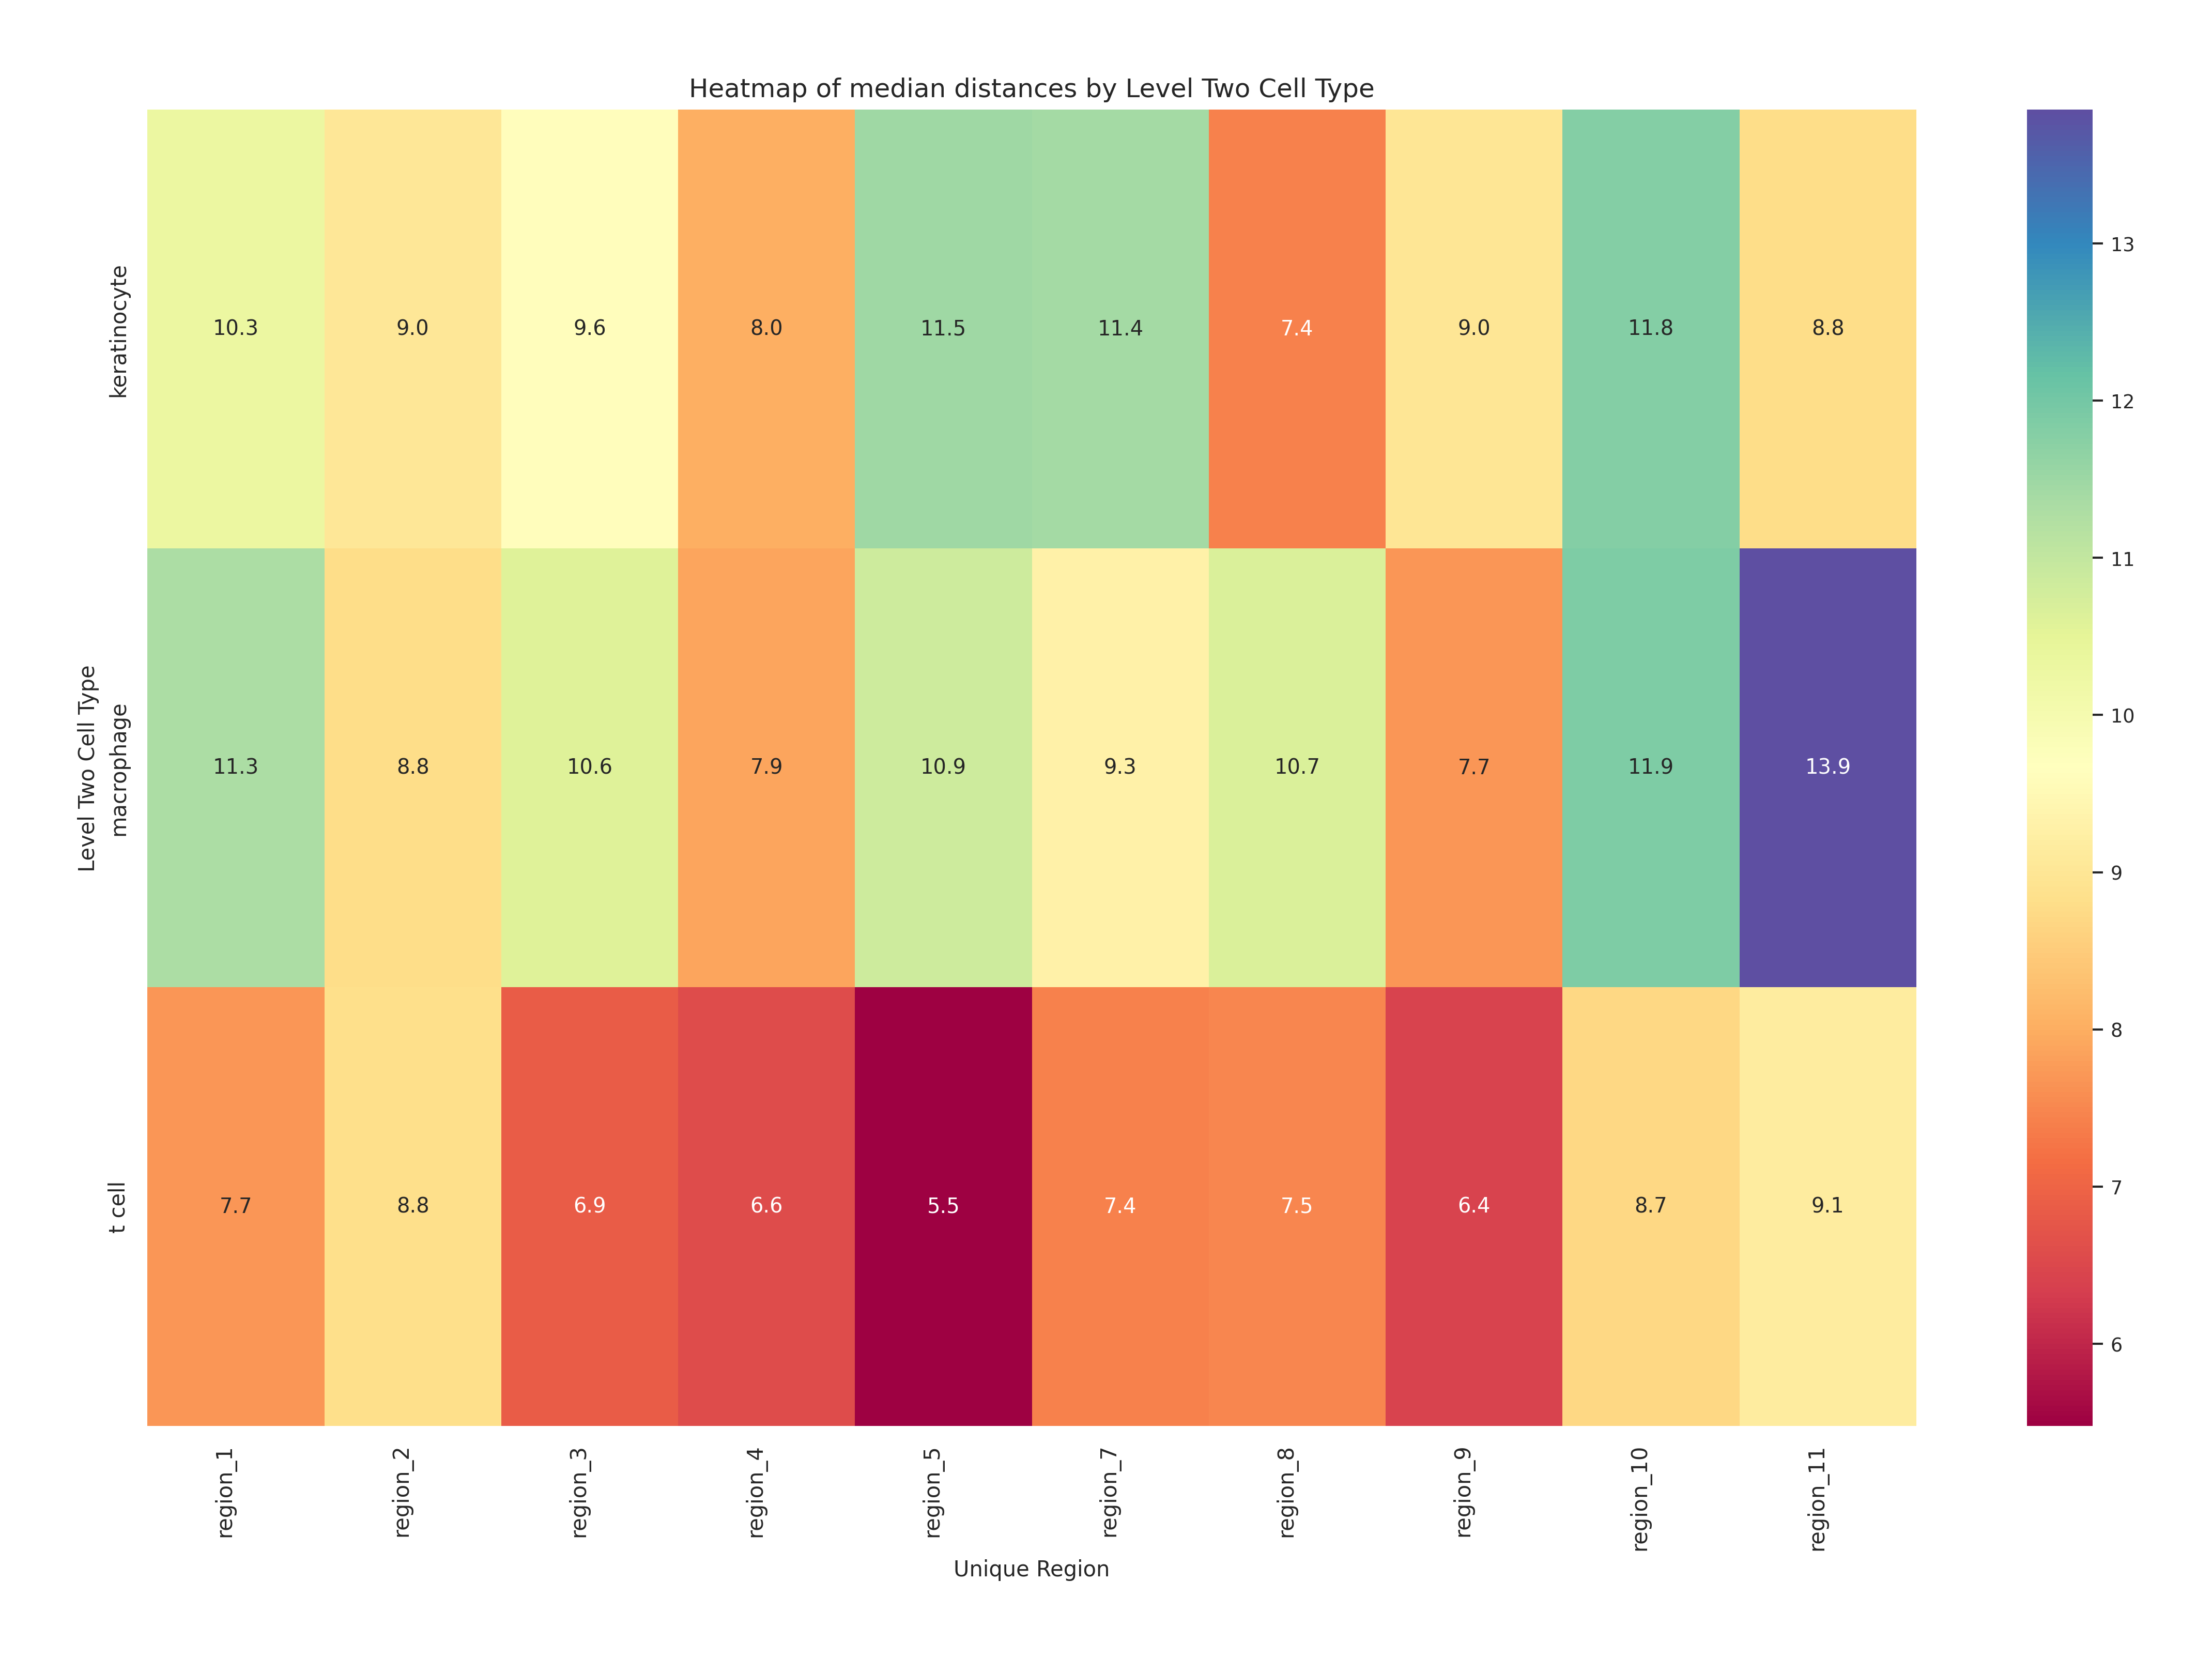 Heatmap of median distances by Level Two Cell Type
Level Two Cell Type
keratinocyte
10.3 9.0 9.6 8.0 11.5 11.4 7.4 9.0 11.8 8.8
macrophage
11.3 8.8 10.6 7.9 10.9 9.3 10.7 7.7 11.9 13.9
t cell
7.7 8.8 6.9 6.6 5.5 7.4 7.5 6.4 8.7 9.1
region_1 region_2 region_3 region_4 region_5 region_7 region_8 region_9 region_10 region_11
Unique Region
13
12
11
10
9
8
7
6